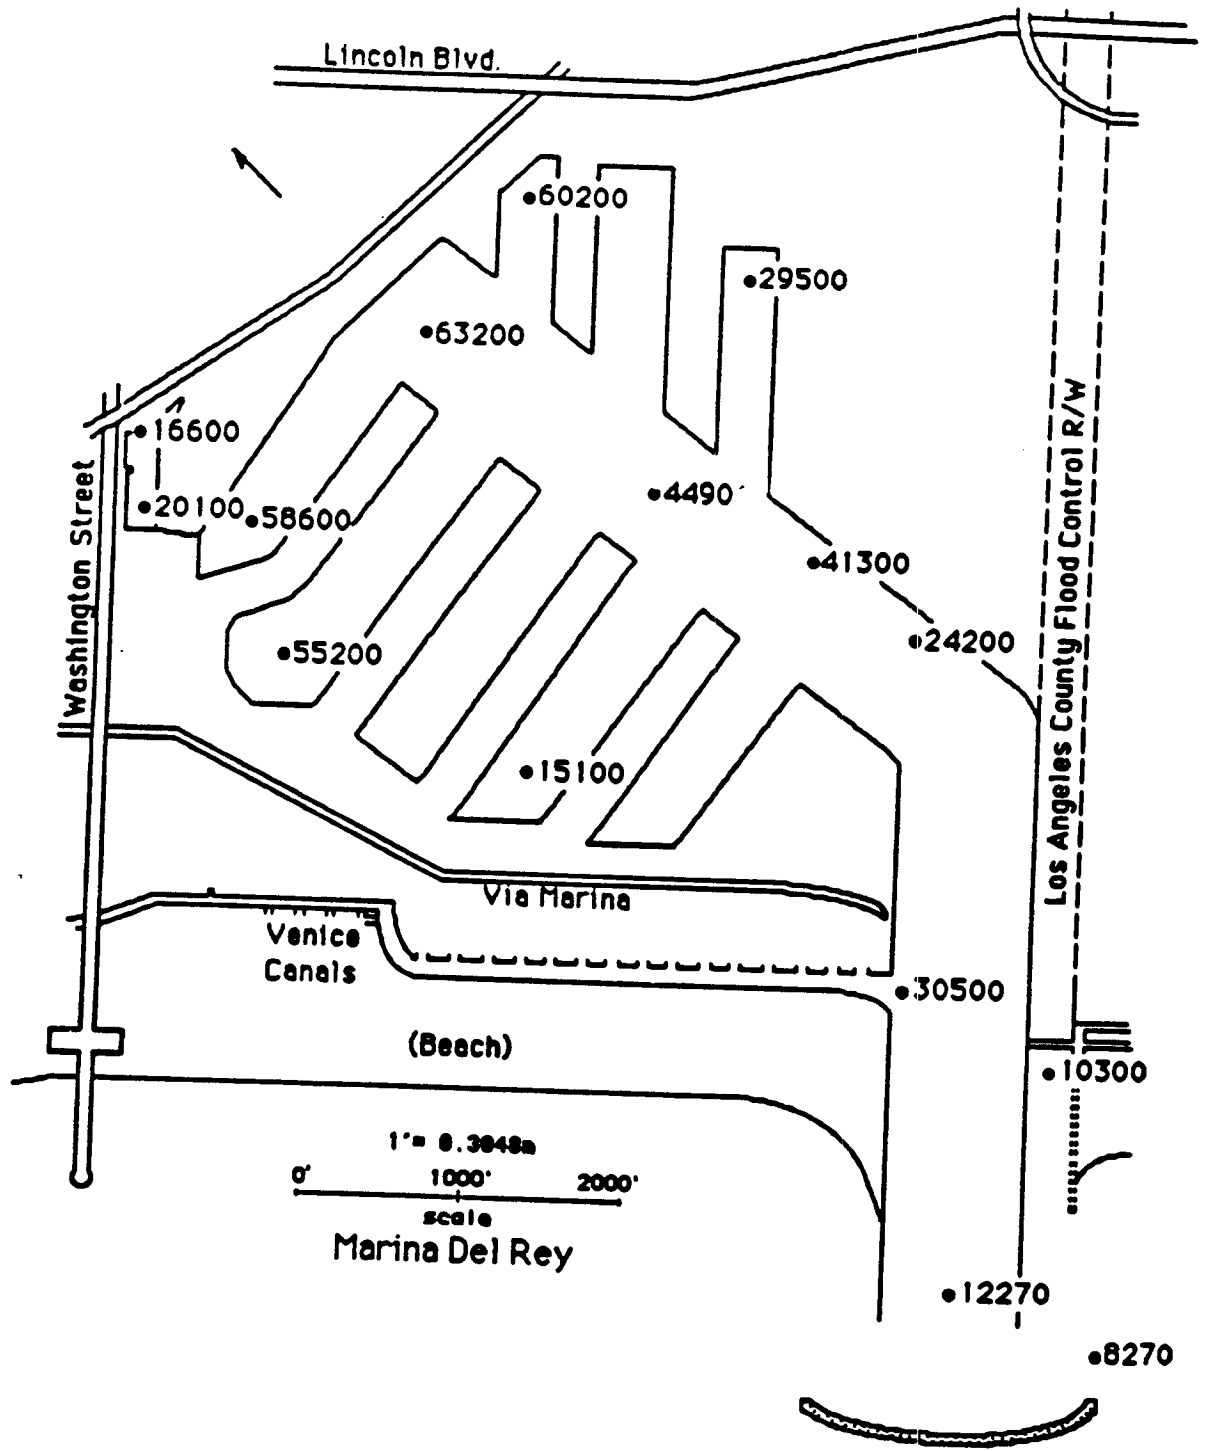 Lincoln Blvd.
60200
29500
63200
16600
4490
20100
58600
41300
24200
55200
15100
Washington Street
Los Angeles County Flood Control R/W
Via Marina
Venice
Canals
30500
(Beach)
10300
1'= 0.3048m
0' 1000' 2000'
scale
Marina Del Rey
12270
8270